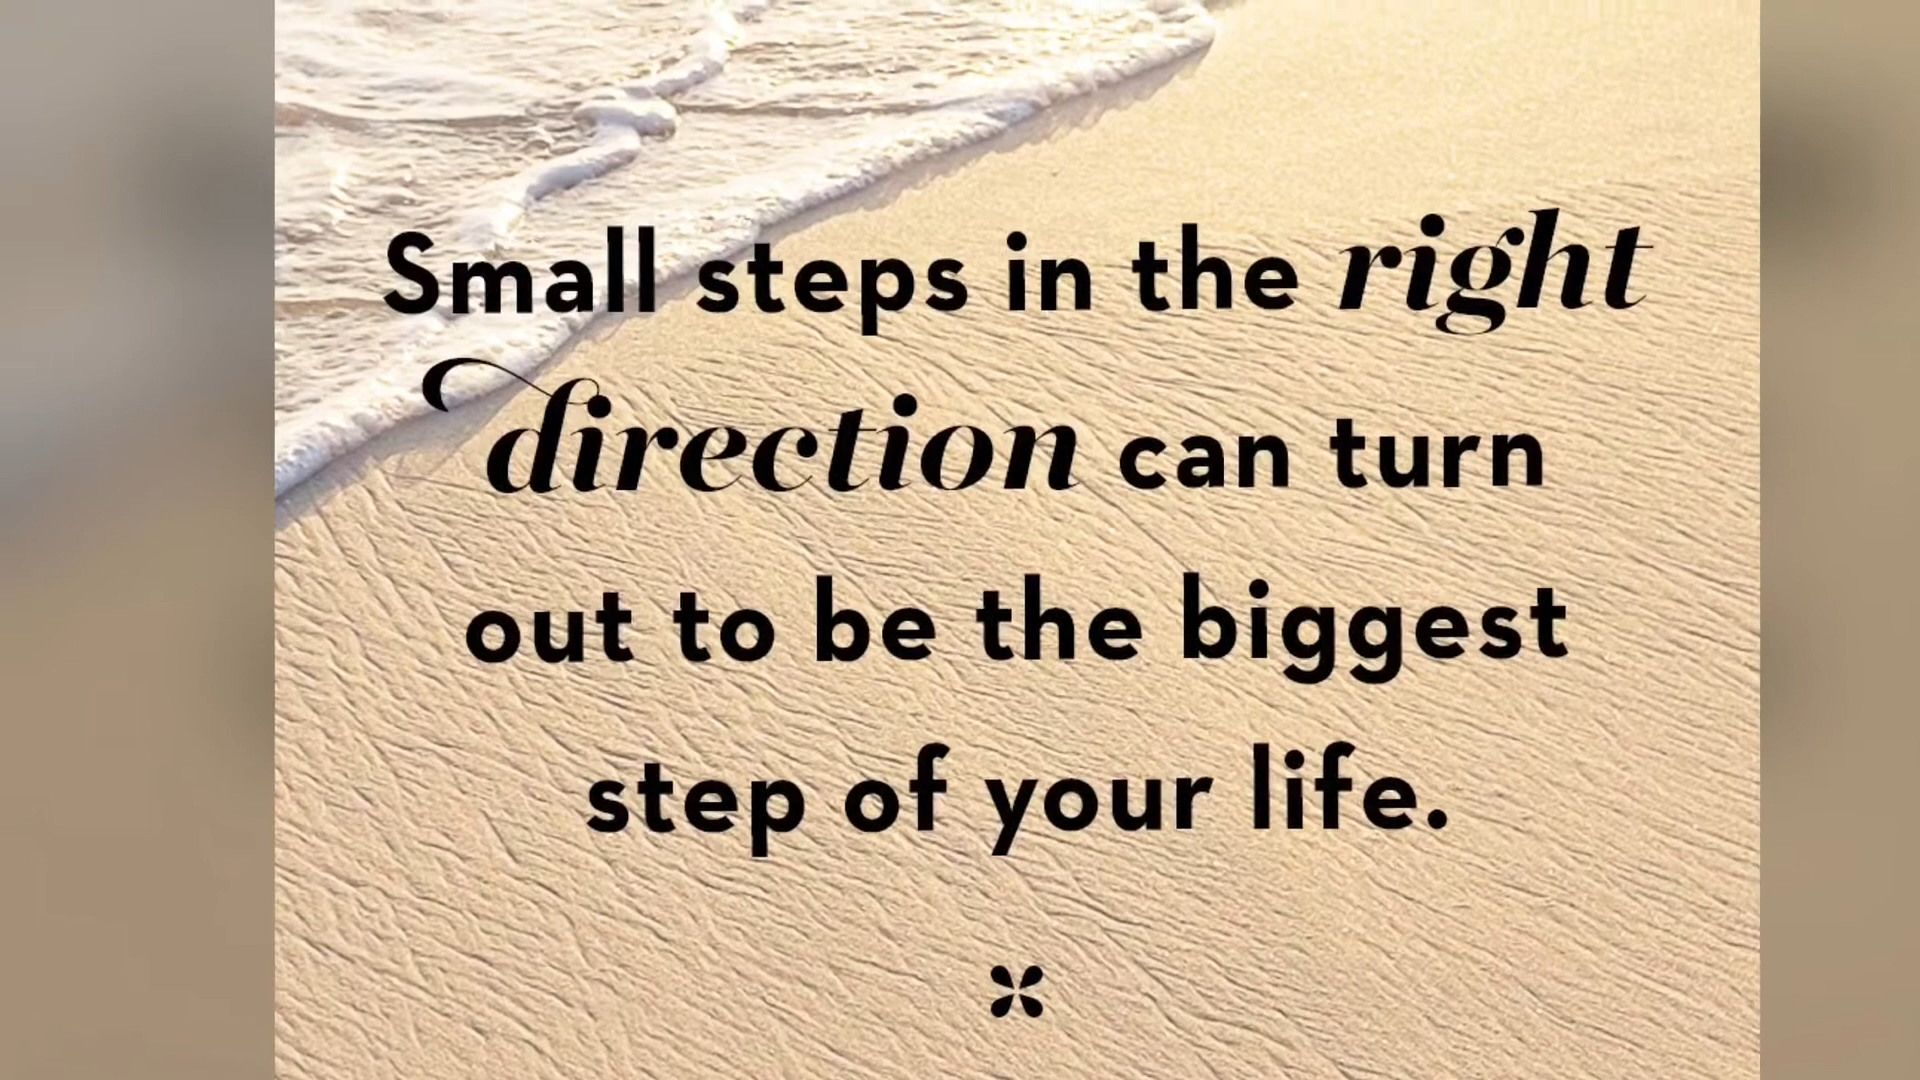 Small steps in the right
direction can turn
out to be the biggest
step of your life.